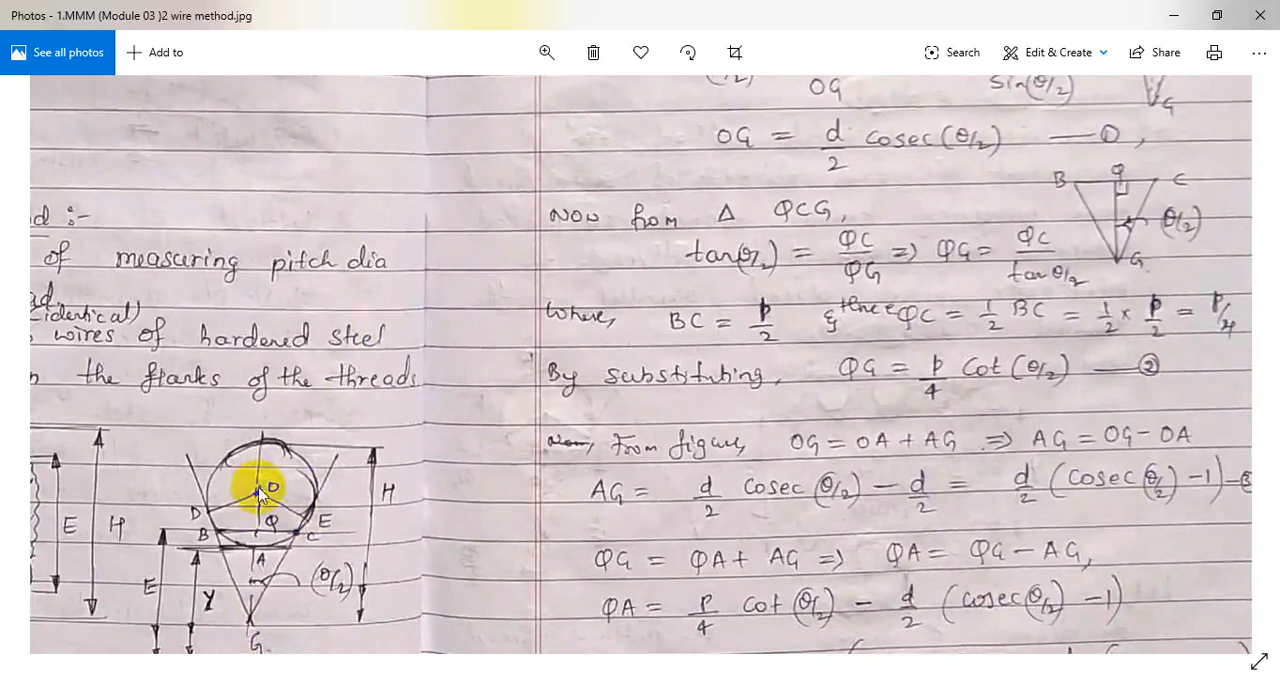 Photos - 1.MMM (Module 03 )2 wire method.jpg
See all photos
Add to
Search
Edit & Create
Share
OG
sin(θ/2)
G
OG = d/2 cosec(θ/2) — ①,
B φ C
θ/2
G
Now from Δ φCG,
tan(θ/2) = φC/φG ⇒ φG = φC/tan θ/2
Where, BC = p/2 & there φC = 1/2 BC = 1/2 × p/2 = p/4
By substituting, φG = p/4 Cot(θ/2) — ②
From figure, OG = OA + AG ⇒ AG = OG - OA
AG = d/2 cosec(θ/2) - d/2 = d/2 (cosec(θ/2) - 1) - ③
φG = φA + AG ⇒ φA = φG - AG,
φA = p/4 Cot(θ/2) - d/2 (cosec(θ/2) - 1)
d :-
of measuring pitch dia
ad.
(identical)
wires of hardened steel
the flanks of the threads
E
H
O
D
B
φ
E
C
A
H
E
Y
(θ/2)
G